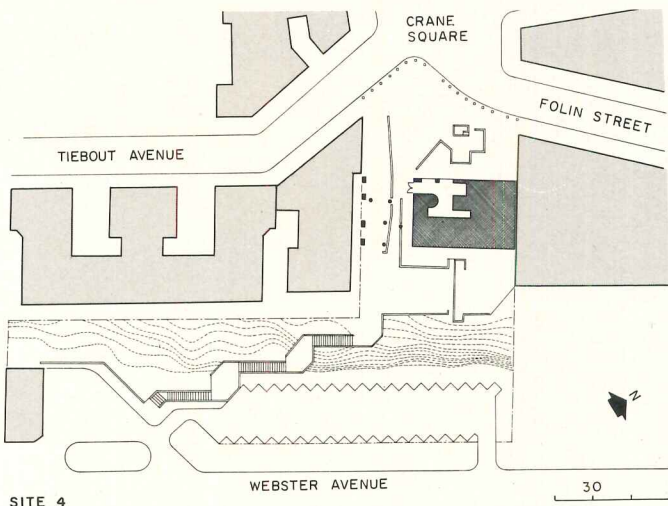 CRANE
SQUARE
FOLIN STREET
TIEBOUT AVENUE
N
WEBSTER AVENUE
SITE 4
30